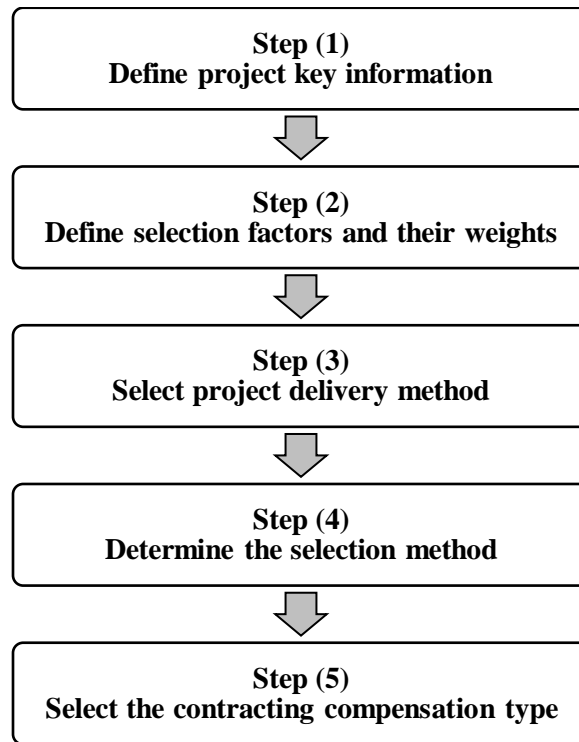 Step (1)
Define project key information
Step (2)
Define selection factors and their weights
Step (3)
Select project delivery method
Step (4)
Determine the selection method
Step (5)
Select the contracting compensation type